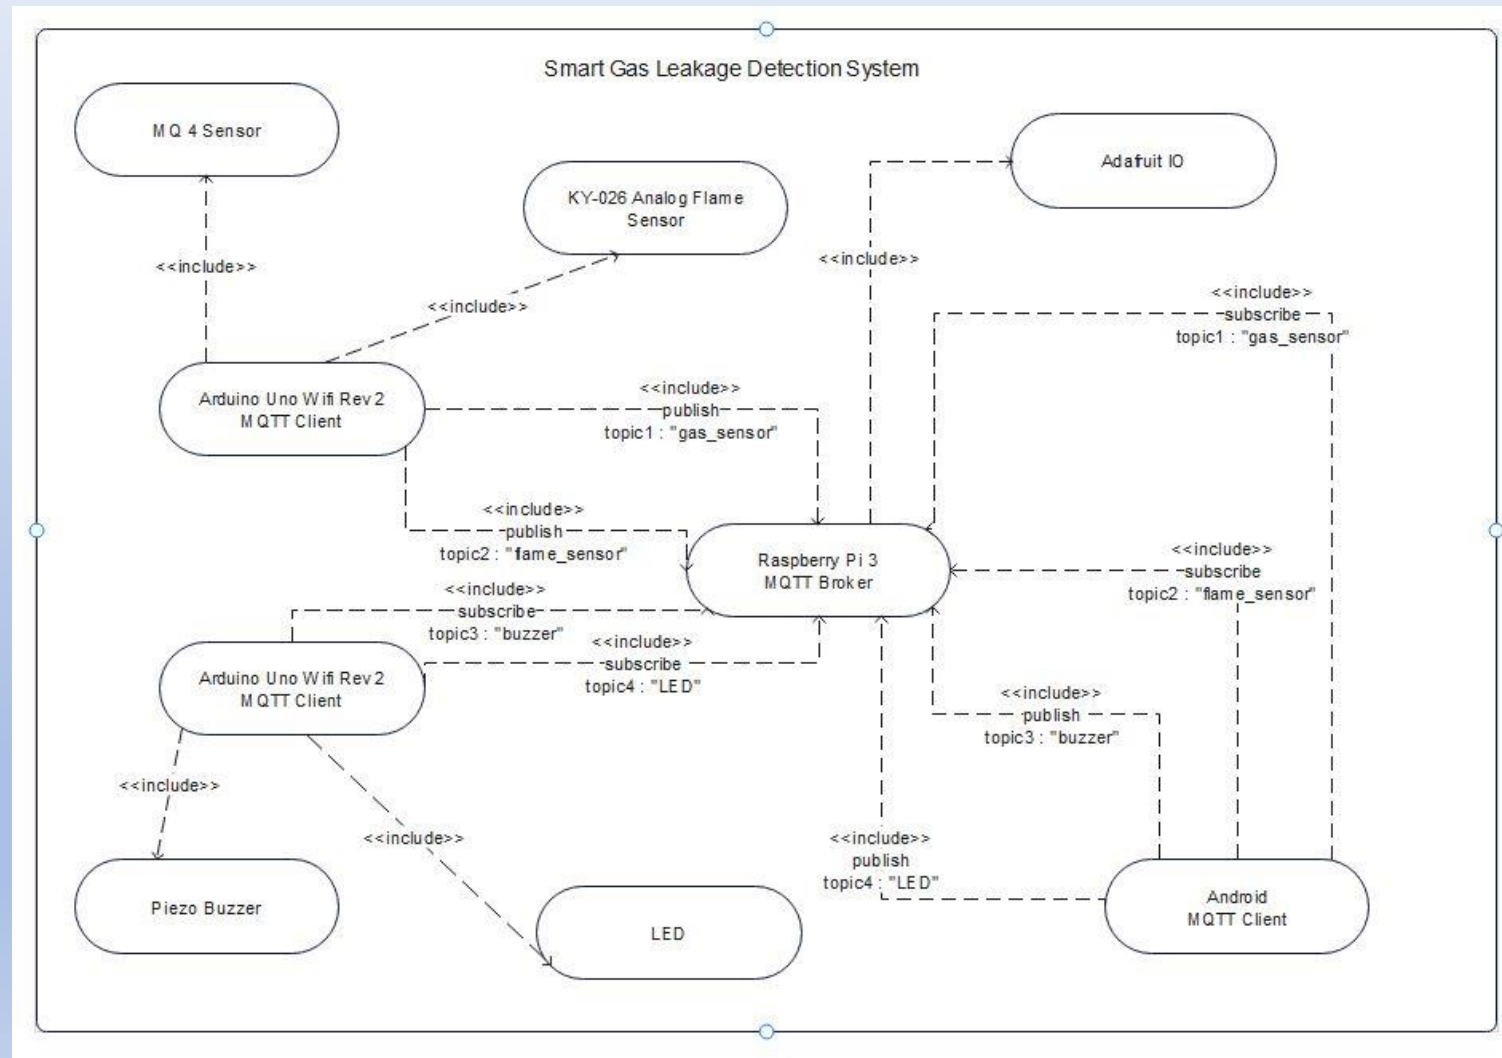 Smart Gas Leakage Detection System
MQ 4 Sensor
KY-026 Analog Flame
Sensor
Adafruit IO
<<include>>
<<include>>
<<include>>
<<include>>
subscribe
topic1 : "gas_sensor"
Arduino Uno Wifi Rev2
MQTT Client
<<include>>
publish
topic1 : "gas_sensor"
<<include>>
publish
topic2 : "flame_sensor"
Raspberry Pi 3
MQTT Broker
<<include>>
subscribe
topic2 : "flame_sensor"
<<include>>
subscribe
topic3 : "buzzer"
<<include>>
subscribe
topic4 : "LED"
Arduino Uno Wifi Rev2
MQTT Client
<<include>>
publish
topic3 : "buzzer"
<<include>>
<<include>>
<<include>>
publish
topic4 : "LED"
Piezo Buzzer
LED
Android
MQTT Client